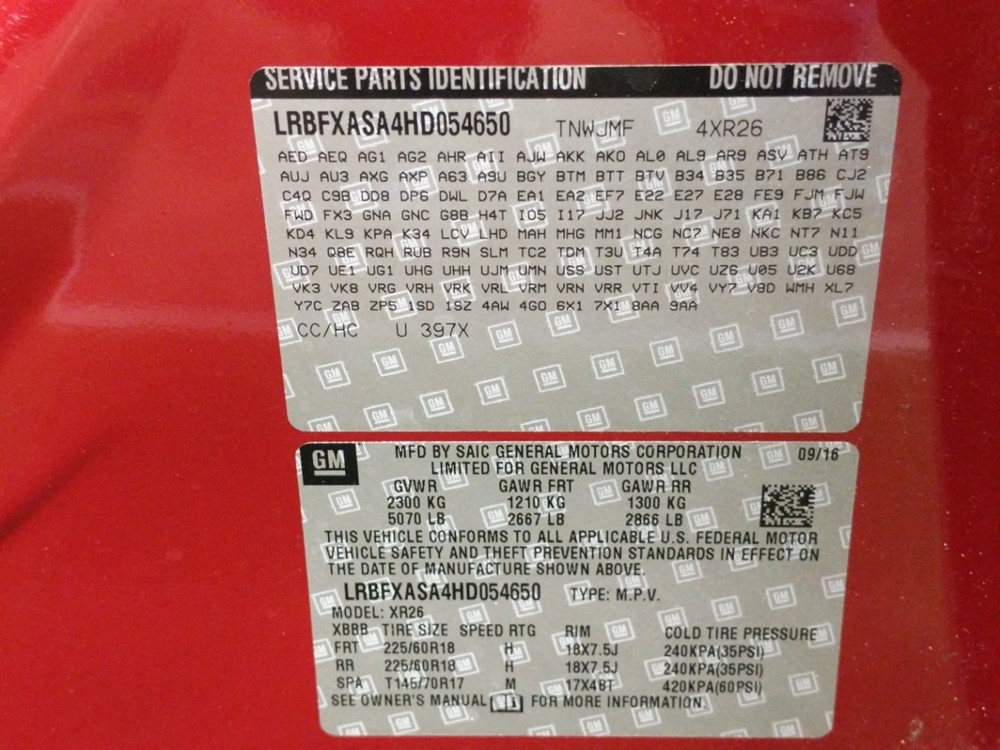 SERVICE PARTS IDENTIFICATION DO NOT REMOVE
LRBFXASA4HD054650 TNWJMF 4XR26
AED AEQ AG1 AG2 AHR AII AJW AKK AKO AL0 AL9 AR9 ASV ATH AT9
AUJ AU3 AXG AXP A63 A9U BGY BTM BTT BTV B34 B35 B71 B86 CJ2
C4Q C9B DD8 DP6 DWL D7A EA1 EA2 EF7 E22 E27 E28 FE9 FJM FJW
FWD FX3 GNA GNC G8B H4T IO5 I17 JJ2 JNK J17 J71 KA1 KB7 KC5
KD4 KL9 KPA K34 LCV LHD MAH MHG MM1 NCG NC7 NE8 NKC NT7 N11
N34 Q8E RQH RUB R9N SLM TC2 TDM T3U T4A T74 T83 UB3 UC3 UDD
UD7 UE1 UG1 UHG UHH UJM UMN USS UST UTJ UVC UZ6 U05 U2K U68
VK3 VK8 VRG VRH VRK VRL VRM VRN VRR VTI VV4 VY7 V8D WMH XL7
Y7C ZAB ZP5 1SD 1SZ 4AW 4GO 6X1 7X1 8AA 9AA
CC/HC U 397X
GM MFD BY SAIC GENERAL MOTORS CORPORATION 09/16
LIMITED FOR GENERAL MOTORS LLC
GVWR GAWR FRT GAWR RR
2300 KG 1210 KG 1300 KG
5070 LB 2667 LB 2866 LB
THIS VEHICLE CONFORMS TO ALL APPLICABLE U.S. FEDERAL MOTOR
VEHICLE SAFETY AND THEFT PREVENTION STANDARDS IN EFFECT ON
THE DATE OF MANUFACTURE SHOWN ABOVE.
LRBFXASA4HD054650 TYPE: M.P.V.
MODEL: XR26
XBBB TIRE SIZE SPEED RTG RIM COLD TIRE PRESSURE
FRT 225/60R18 H 18X7.5J 240KPA(35PSI)
RR 225/60R18 H 18X7.5J 240KPA(35PSI)
SPA T145/70R17 M 17X4BT 420KPA(60PSI)
SEE OWNER'S MANUAL FOR MORE INFORMATION.